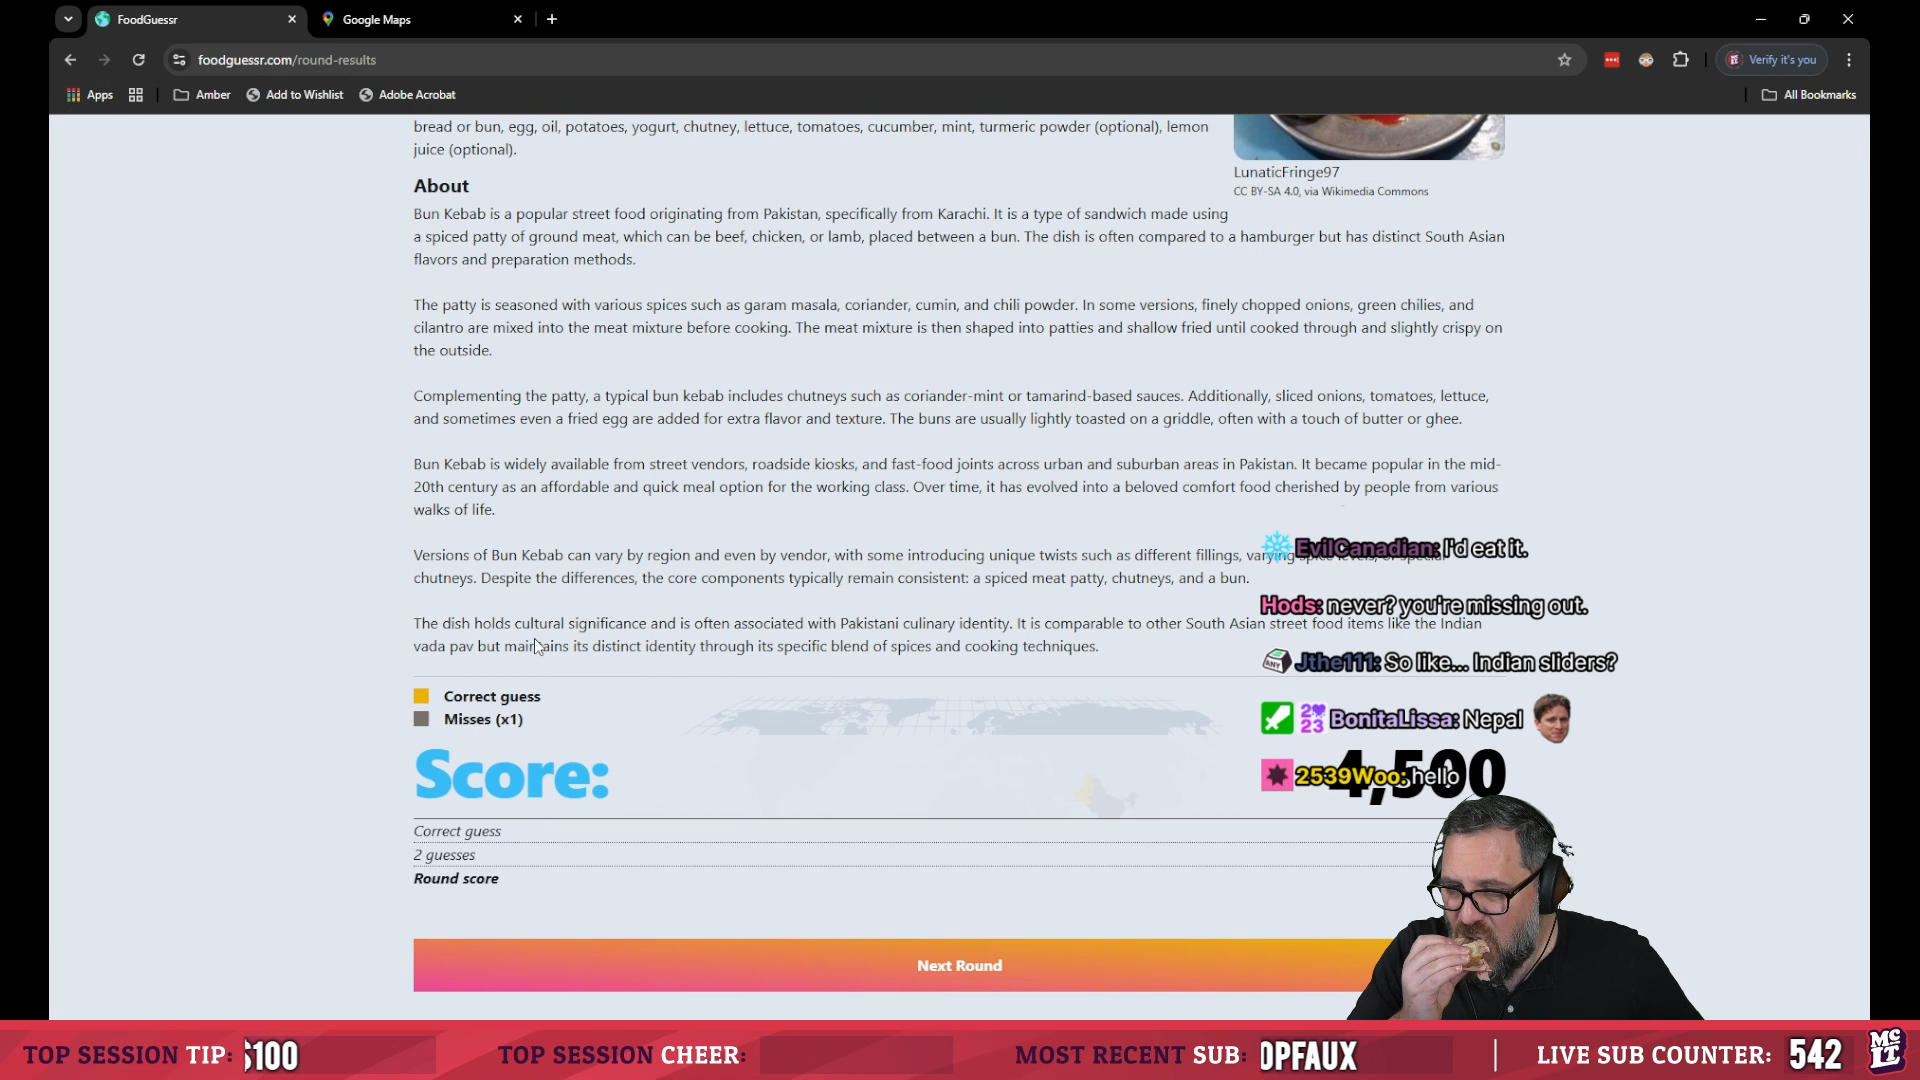 FoodGuessr
Google Maps
foodguessr.com/round-results
Verify it's you
Apps
Amber
Add to Wishlist
Adobe Acrobat
All Bookmarks
bread or bun, egg, oil, potatoes, yogurt, chutney, lettuce, tomatoes, cucumber, mint, turmeric powder (optional), lemon
juice (optional).
LunaticFringe97
CC BY-SA 4.0, via Wikimedia Commons
About
Bun Kebab is a popular street food originating from Pakistan, specifically from Karachi. It is a type of sandwich made using
a spiced patty of ground meat, which can be beef, chicken, or lamb, placed between a bun. The dish is often compared to a hamburger but has distinct South Asian
flavors and preparation methods.
The patty is seasoned with various spices such as garam masala, coriander, cumin, and chili powder. In some versions, finely chopped onions, green chilies, and
cilantro are mixed into the meat mixture before cooking. The meat mixture is then shaped into patties and shallow fried until cooked through and slightly crispy on
the outside.
Complementing the patty, a typical bun kebab includes chutneys such as coriander-mint or tamarind-based sauces. Additionally, sliced onions, tomatoes, lettuce,
and sometimes even a fried egg are added for extra flavor and texture. The buns are usually lightly toasted on a griddle, often with a touch of butter or ghee.
Bun Kebab is widely available from street vendors, roadside kiosks, and fast-food joints across urban and suburban areas in Pakistan. It became popular in the mid-
20th century as an affordable and quick meal option for the working class. Over time, it has evolved into a beloved comfort food cherished by people from various
walks of life.
Versions of Bun Kebab can vary by region and even by vendor, with some introducing unique twists such as different fillings,
chutneys. Despite the differences, the core components typically remain consistent: a spiced meat patty, chutneys, and a bun.
The dish holds cultural significance and is often associated with Pakistani culinary identity. It is comparable to other South Asian street food items like the Indian
vada pav but maintains its distinct identity through its specific blend of spices and cooking techniques.
EvilCanadian: I'd eat it.
Hods: never? you're missing out.
Jthe111: So like... Indian sliders?
2023 BonitaLissa: Nepal
2539Woo: hello
Correct guess
Misses (x1)
Score: 4,500
Correct guess
2 guesses
Round score
Next Round
TOP SESSION TIP: $100
TOP SESSION CHEER:
MOST RECENT SUB: OPFAUX
LIVE SUB COUNTER: 542
MCLT